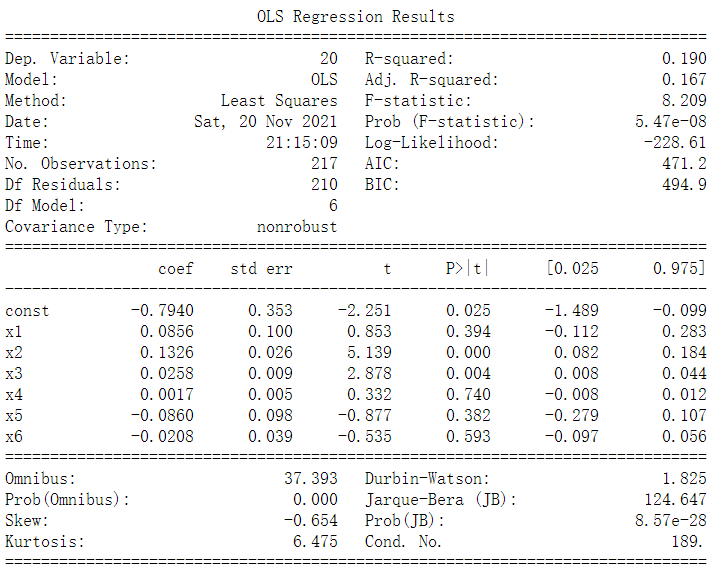 OLS Regression Results
==============================================================================
Dep. Variable: 20 R-squared: 0.190
Model: OLS Adj. R-squared: 0.167
Method: Least Squares F-statistic: 8.209
Date: Sat, 20 Nov 2021 Prob (F-statistic): 5.47e-08
Time: 21:15:09 Log-Likelihood: -228.61
No. Observations: 217 AIC: 471.2
Df Residuals: 210 BIC: 494.9
Df Model: 6
Covariance Type: nonrobust
==============================================================================
coef std err t P>|t| [0.025 0.975]
------------------------------------------------------------------------------
const -0.7940 0.353 -2.251 0.025 -1.489 -0.099
x1 0.0856 0.100 0.853 0.394 -0.112 0.283
x2 0.1326 0.026 5.139 0.000 0.082 0.184
x3 0.0258 0.009 2.878 0.004 0.008 0.044
x4 0.0017 0.005 0.332 0.740 -0.008 0.012
x5 -0.0860 0.098 -0.877 0.382 -0.279 0.107
x6 -0.0208 0.039 -0.535 0.593 -0.097 0.056
==============================================================================
Omnibus: 37.393 Durbin-Watson: 1.825
Prob(Omnibus): 0.000 Jarque-Bera (JB): 124.647
Skew: -0.654 Prob(JB): 8.57e-28
Kurtosis: 6.475 Cond. No. 189.
==============================================================================